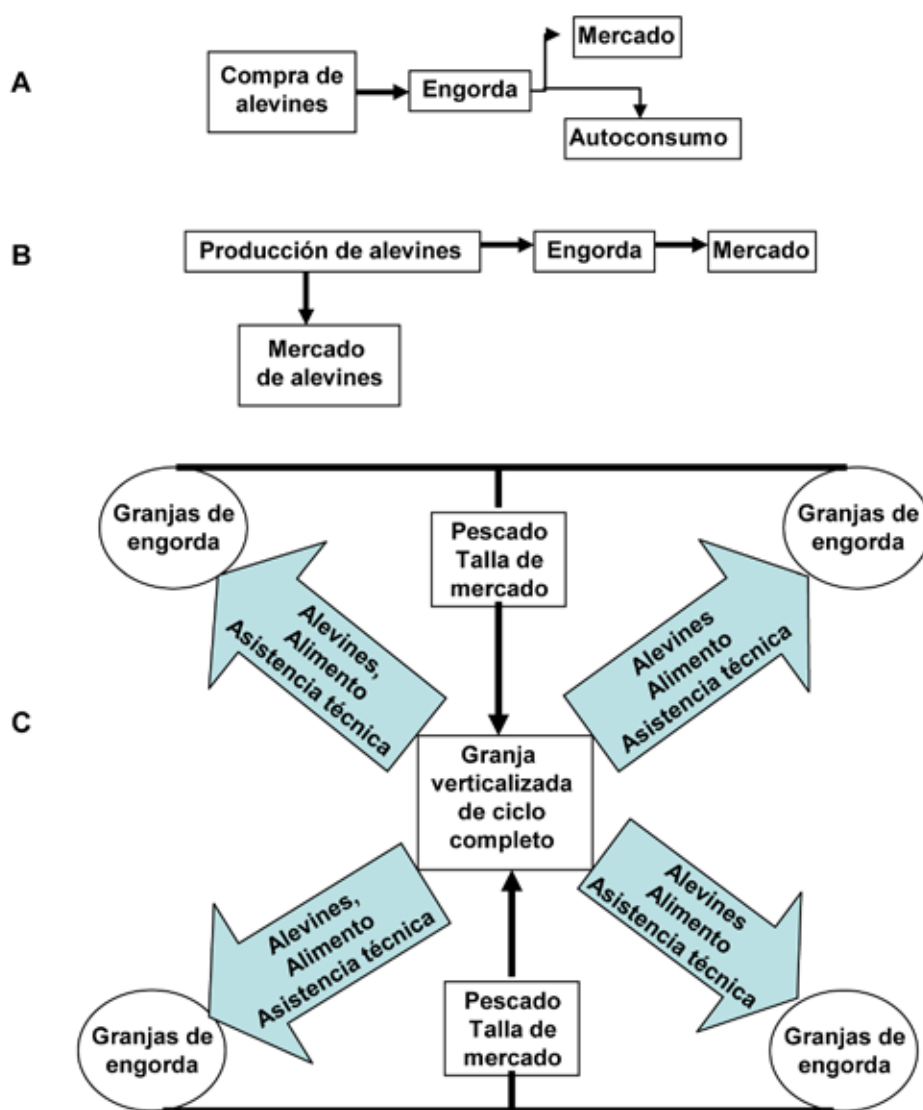 A
Compra de
alevines
Engorda
Mercado
Autoconsumo
B
Producción de alevines
Engorda
Mercado
Mercado
de alevines
C
Granjas de
engorda
Pescado
Talla de
mercado
Granjas de
engorda
Alevines,
Alimento
Asistencia técnica
Alevines
Alimento
Asistencia técnica
Granja
verticalizada
de ciclo
completo
Alevines,
Alimento
Asistencia técnica
Alevines
Alimento
Asistencia técnica
Granjas de
engorda
Pescado
Talla de
mercado
Granjas de
engorda